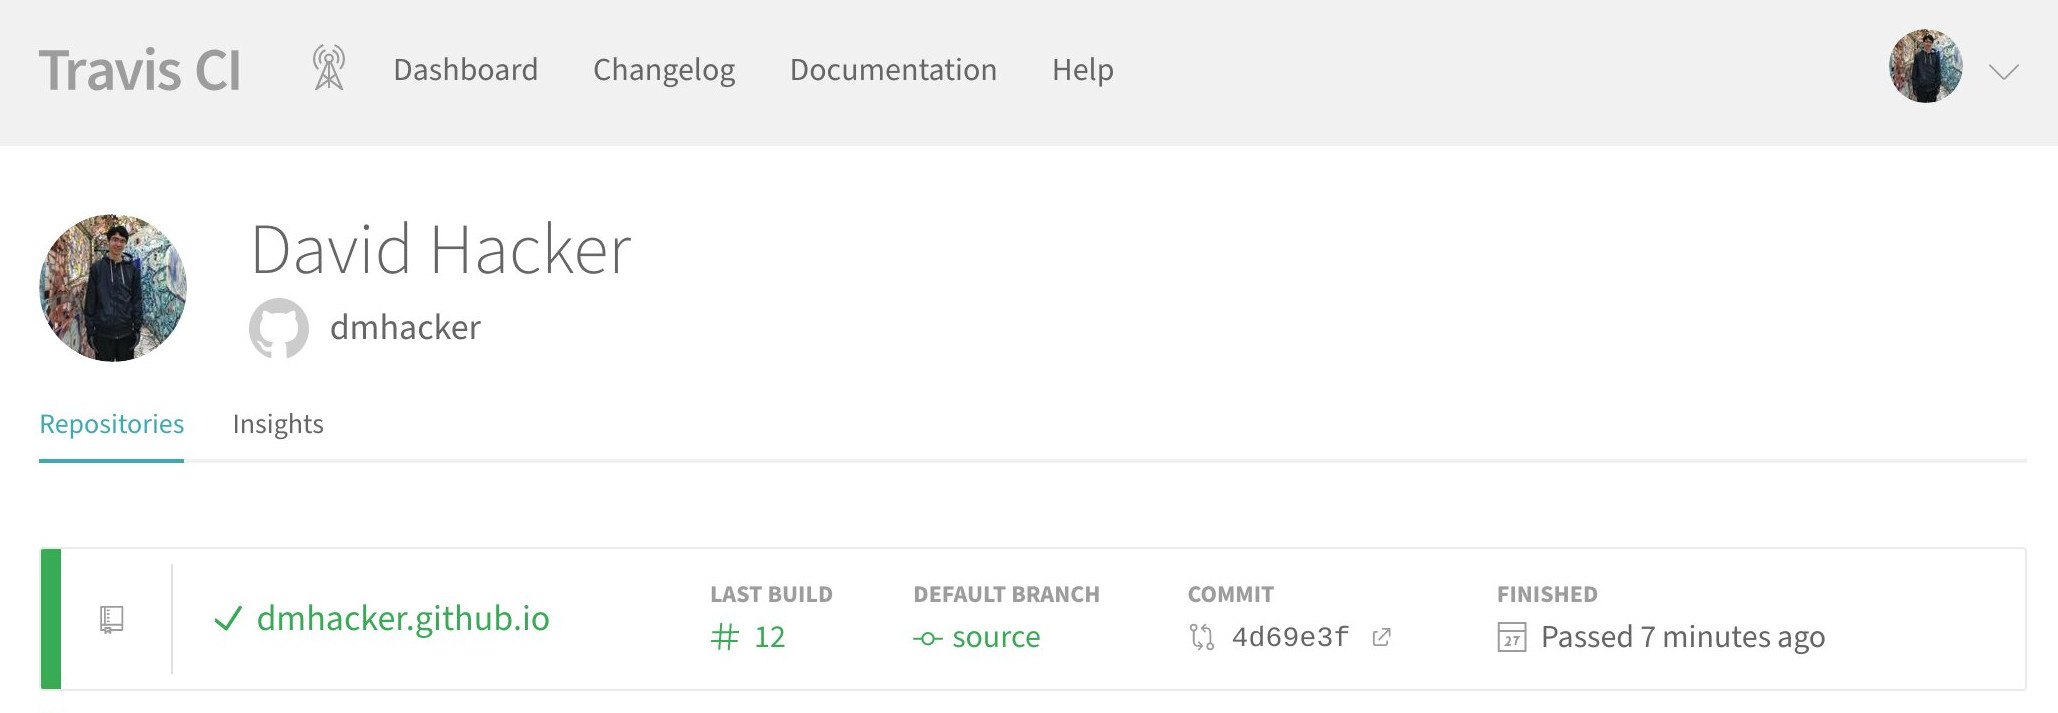 Travis CI Dashboard Changelog Documentation Help
David Hacker
dmhacker
Repositories Insights
LAST BUILD DEFAULT BRANCH COMMIT FINISHED
dmhacker.github.io # 12 source 4d69e3f 27 Passed 7 minutes ago